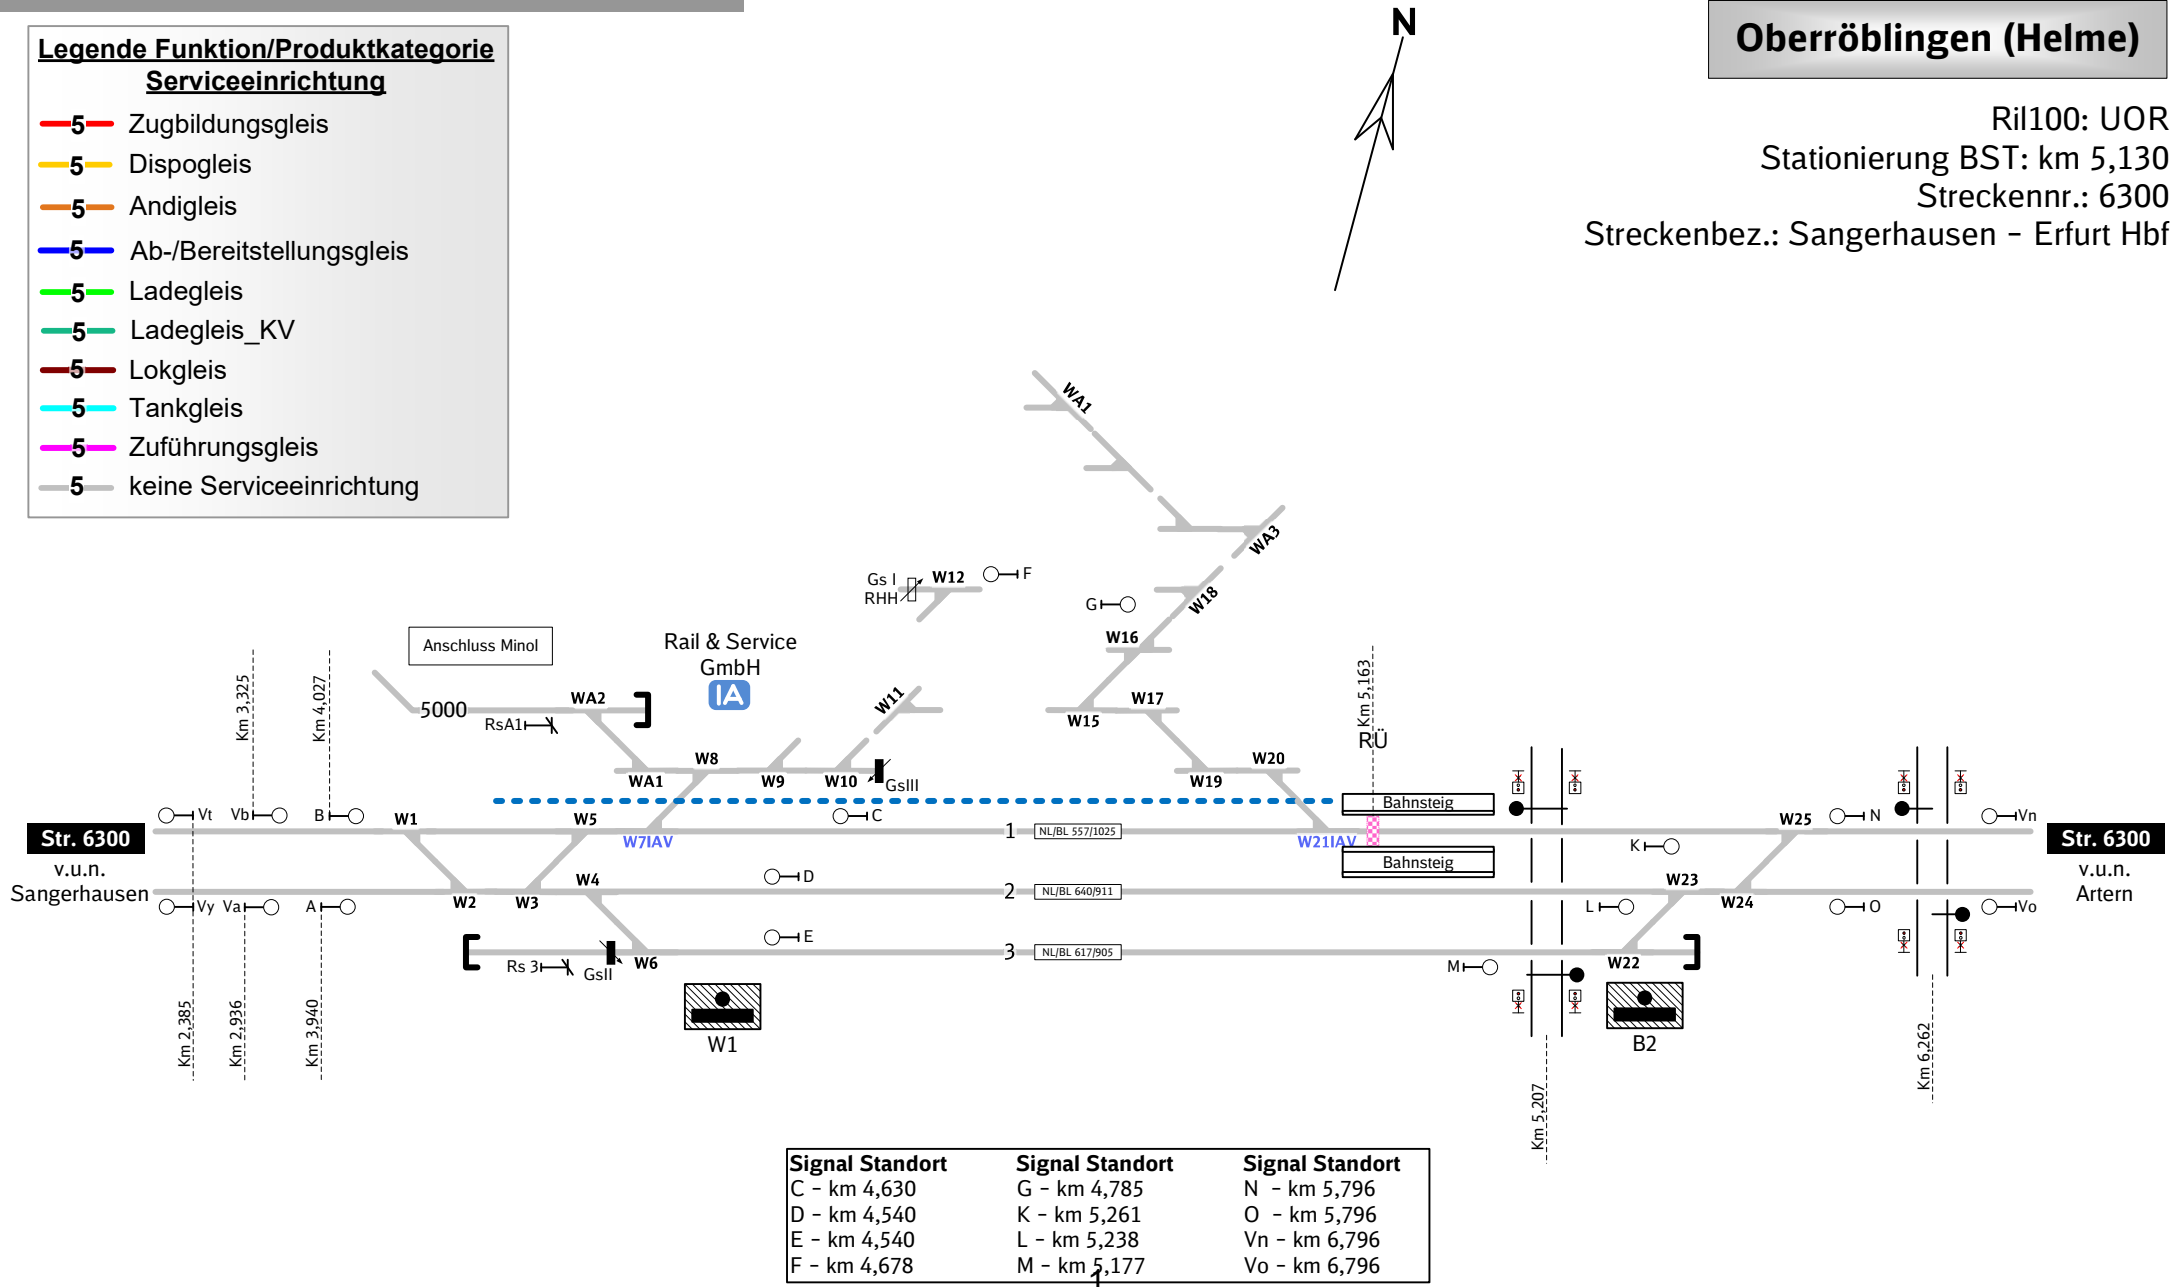 Legende Funktion/Produktkategorie
Serviceeinrichtung
5 Zugbildungsgleis
5 Dispogleis
5 Andigleis
5 Ab-/Bereitstellungsgleis
5 Ladegleis
5 Ladegleis_KV
5 Lokgleis
5 Tankgleis
5 Zuführungsgleis
5 keine Serviceeinrichtung
N
Oberröblingen (Helme)
Ril100: UOR
Stationierung BST: km 5,130
Streckennr.: 6300
Streckenbez.: Sangerhausen – Erfurt Hbf
WA1
WA3
Gs I
RHH
W12
F
G
W18
W16
Anschluss Minol
Rail & Service
GmbH
IA
Km 3,325
Km 4,027
Km 5,163
RÜ
5000
WA2
RsA1
W11
W15
W17
WA1
W8
W9
W10
GsIII
W19
W20
Bahnsteig
Vt
Vb
B
W1
W5
W7IAV
C
1
NL/BL 557/1025
W21IAV
Bahnsteig
K
W25
N
Vn
Str. 6300
v.u.n.
Sangerhausen
Str. 6300
v.u.n.
Artern
W2
W3
W4
D
2
NL/BL 640/911
W23
W24
Vy
Va
A
L
O
Vo
E
Rs 3
GsII
W6
3
NL/BL 617/905
M
W22
Km 2,385
Km 2,936
Km 3,940
W1
B2
Km 5,207
Km 6,262
Signal Standort
C – km 4,630
D – km 4,540
E – km 4,540
F – km 4,678
Signal Standort
G – km 4,785
K – km 5,261
L – km 5,238
M – km 5,177
Signal Standort
N – km 5,796
O – km 5,796
Vn – km 6,796
Vo – km 6,796
1